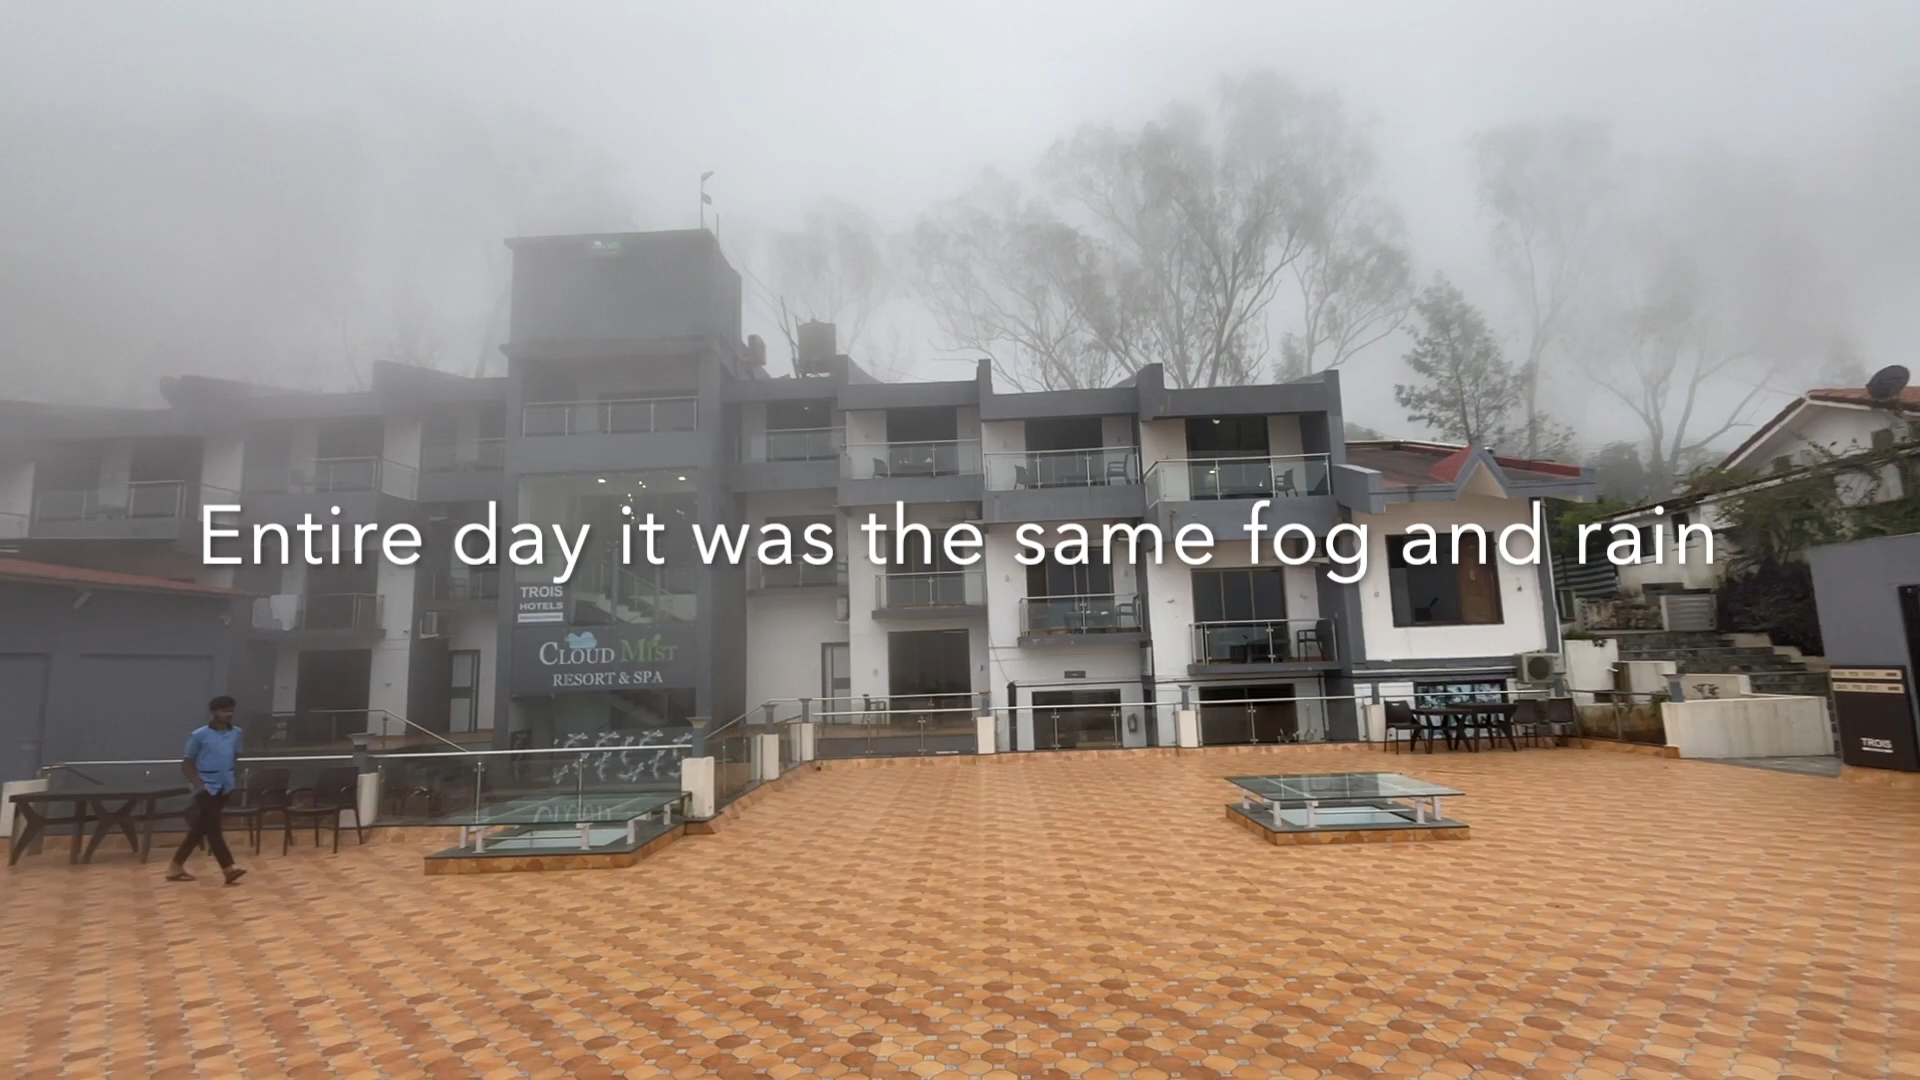 Entire day it was the same fog and rain
TROIS
HOTELS
CLOUD MIST
RESORT & SPA
TROIS